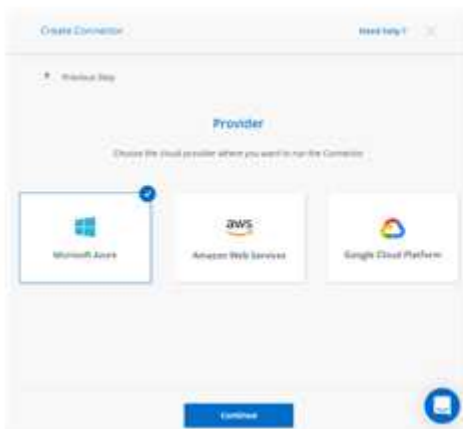 Create Connector
Need help?
Previous Step
Provider
Choose the cloud provider where you want to run the Connector
aws
Microsoft Azure
Amazon Web Services
Google Cloud Platform
Continue